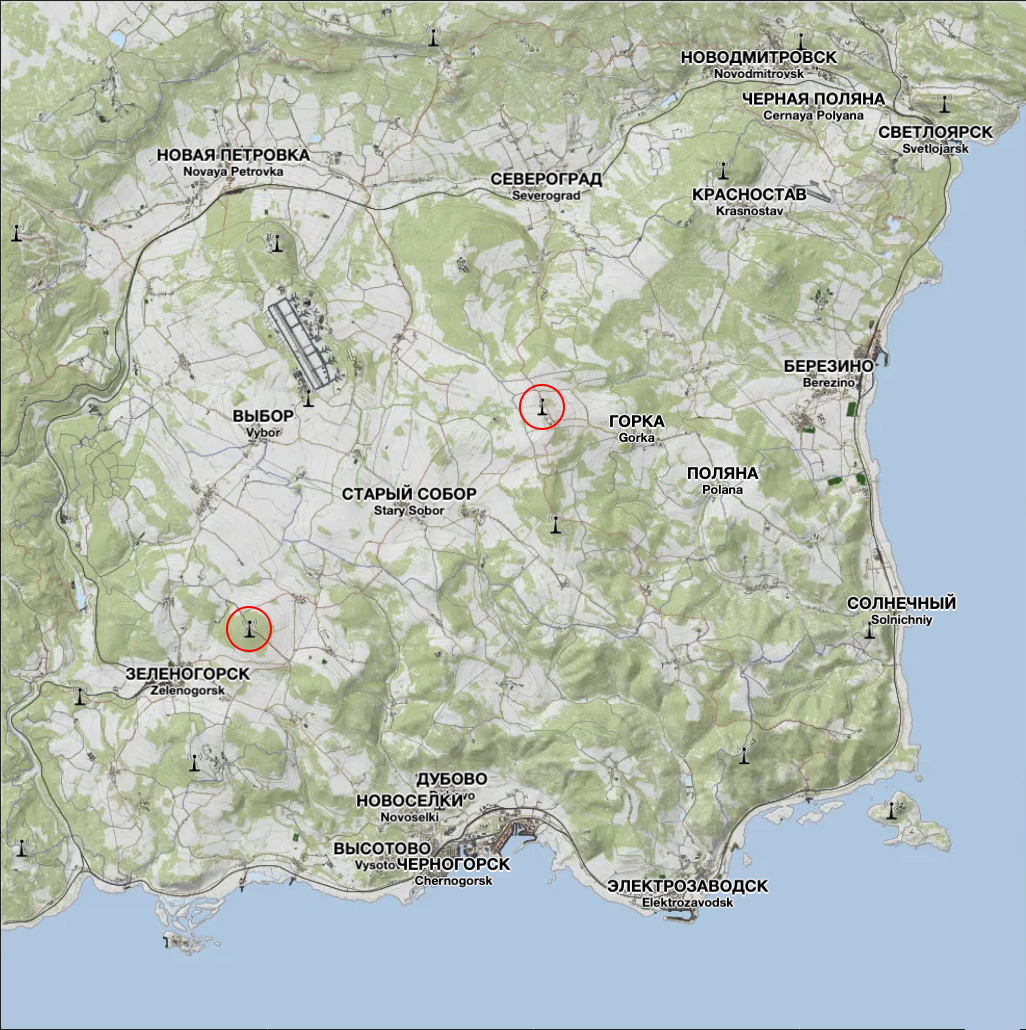 НОВОДМИТРОВСК
Novodmitrovsk
ЧЕРНАЯ ПОЛЯНА
Cernaya Polyana
СВЕТЛОЯРСК
Svetlojarsk
НОВАЯ ПЕТРОВКА
Novaya Petrovka
СЕВЕРОГРАД
Severograd
КРАСНОСТАВ
Krasnostav
БЕРЕЗИНО
Berezino
ВЫБОР
Vybor
ГОРКА
Gorka
ПОЛЯНА
Polana
СТАРЫЙ СОБОР
Stary Sobor
СОЛНЕЧНЫЙ
Solnichniy
ЗЕЛЕНОГОРСК
Zelenogorsk
ДУБОВО
vo
НОВОСЕЛКИ
Novoselki
ВЫСОТОВО
Vysoto
ЧЕРНОГОРСК
Chernogorsk
ЭЛЕКТРОЗАВОДСК
Elektrozavodsk